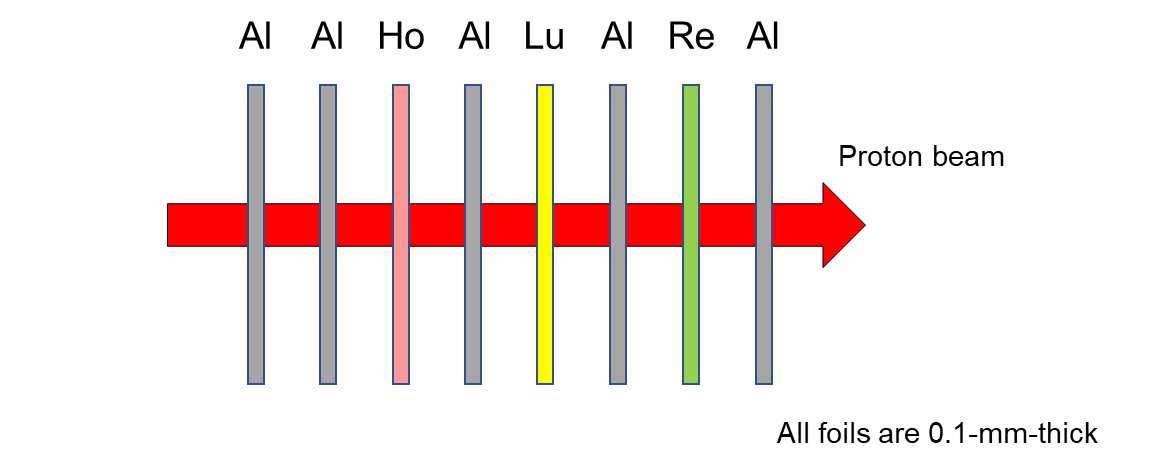 Al Al Ho Al Lu Al Re Al
Proton beam
All foils are 0.1-mm-thick